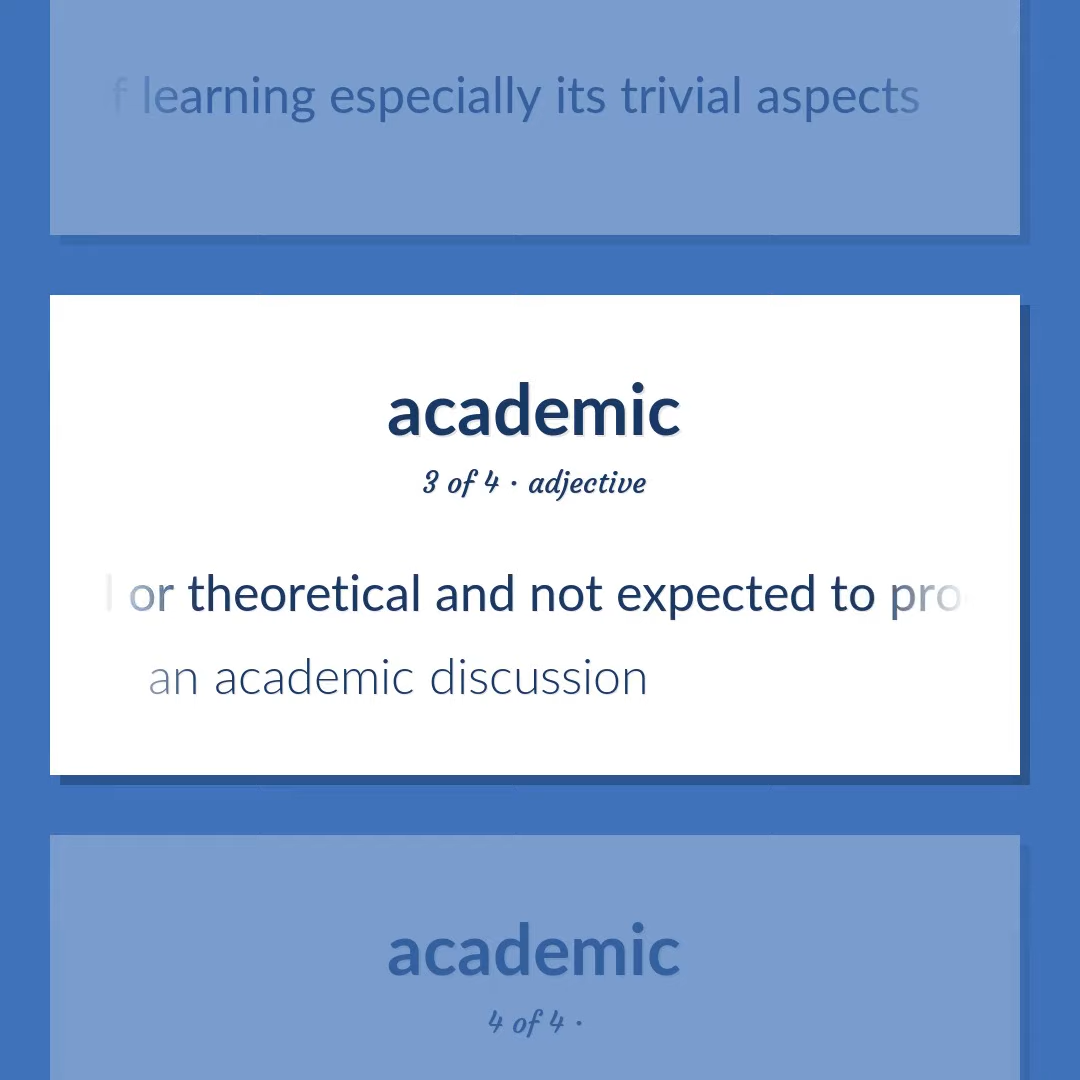 learning especially its trivial aspects
academic
3 of 4 · adjective
or theoretical and not expected to
an academic discussion
academic
4 of 4 ·